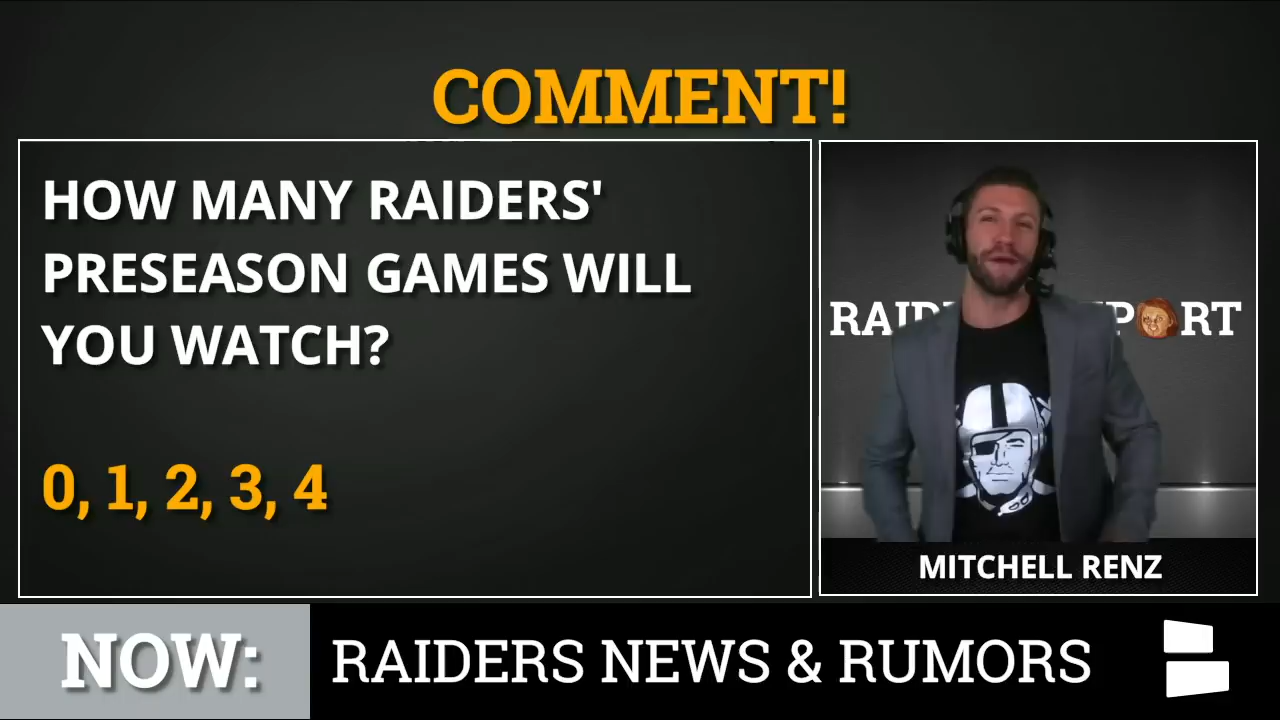 COMMENT!
HOW MANY RAIDERS'
PRESEASON GAMES WILL
YOU WATCH?
0, 1, 2, 3, 4
MITCHELL RENZ
NOW:
RAIDERS NEWS & RUMORS